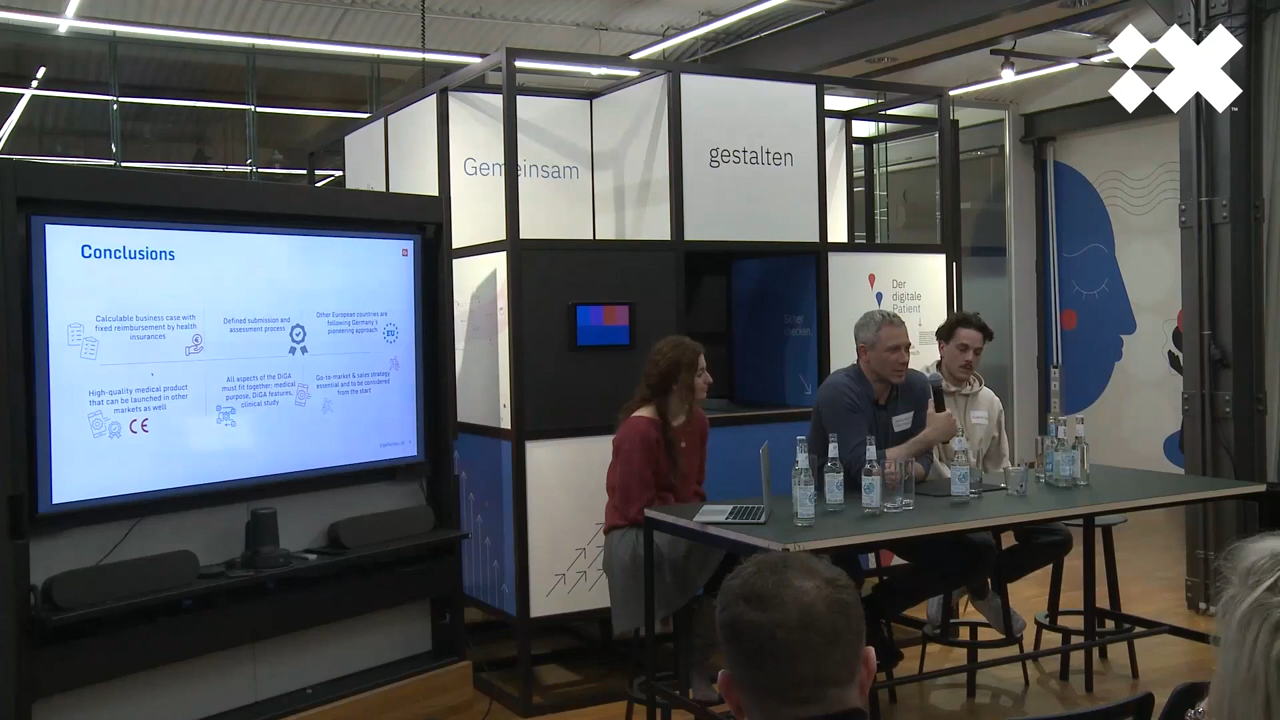 Gemeinsam
gestalten
Conclusions
Calculable business case with
fixed reimbursement by health
insurances
Defined submission and
assessment process
Other European countries are
following Germany's
pioneering approach
EU
High-quality medical product
that can be launched in other
markets as well
CE
All aspects of the DiGA
must fit together: medical
purpose, DiGA features,
clinical study
Go-to-market & sales strategy
essential and to be considered
from the start
Der
digitale
Patient
Sicher
TM